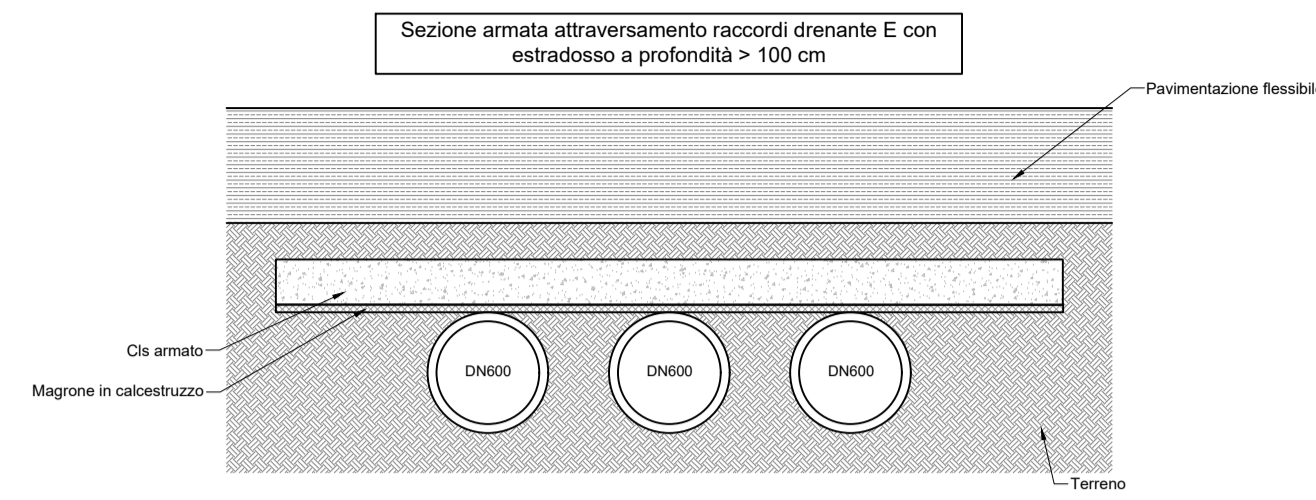 Sezione armata attraversamento raccordi drenante E con
estradosso a profondità > 100 cm
Pavimentazione flessibil
Cls armato
Magrone in calcestruzzo
DN600
DN600
DN600
Terreno